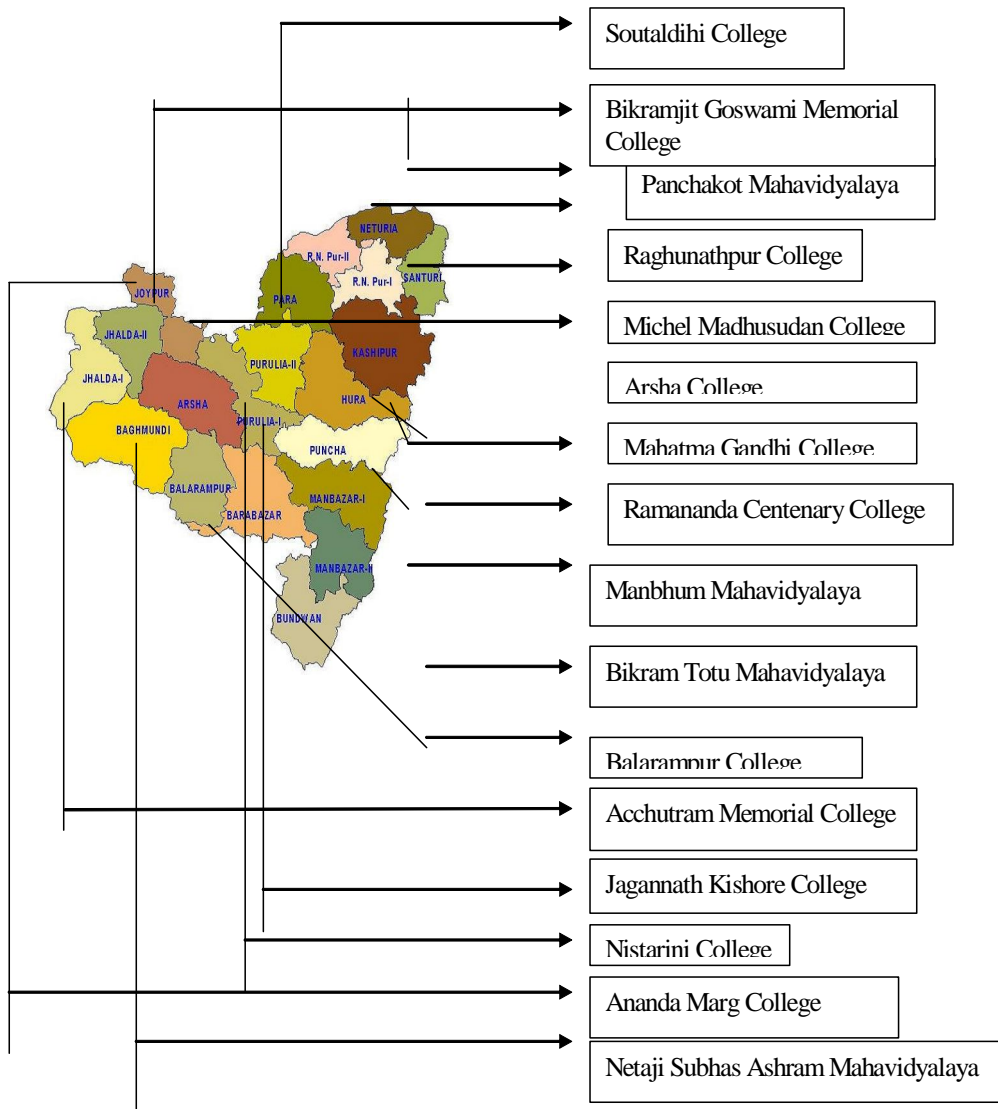 Soutaldihi College
Bikramjit Goswami Memorial
College
Panchakot Mahavidyalaya
NETURIA
R.N. Pur-II
Raghunathpur College
R.N. Pur-I
SANTURI
JOYPUR
PARA
Michel Madhusudan College
JHALDA-II
KASHIPUR
PURULIA-II
Arsha College
JHALDA-I
HURA
ARSHA
PURULIA-I
BAGHMUNDI
Mahatma Gandhi College
PUNCHA
BALARAMPUR
MANBAZAR-I
Ramananda Centenary College
BARABAZAR
MANBAZAR-II
Manbhum Mahavidyalaya
BUNDWAN
Bikram Totu Mahavidyalaya
Balarampur College
Acchutram Memorial College
Jagannath Kishore College
Nistarini College
Ananda Marg College
Netaji Subhas Ashram Mahavidyalaya